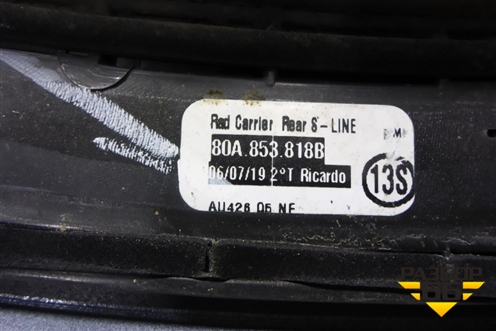 Rad Carrier Rear S-LINE
80A.853.818B
06/07/19 2°T Ricardo
13S
AU426 05 NF
РАЗБОР